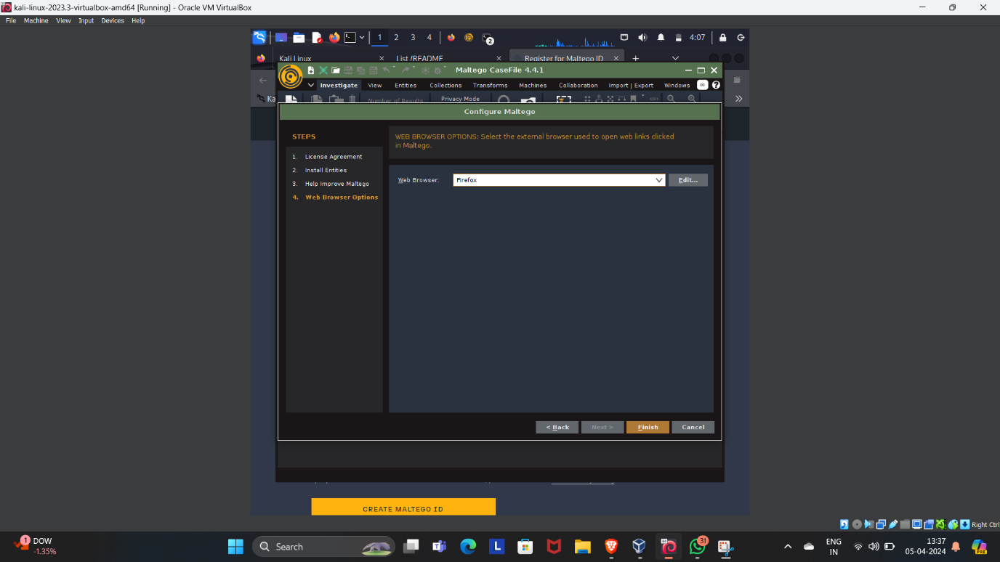 kali-linux-2023.3-virtualbox-amd64 [Running] - Oracle VM VirtualBox
File Machine View Input Devices Help
1 2 3 4 2 4:07
Kali Linux List /README Register for Maltego ID
Maltego CaseFile 4.4.1
Investigate View Entities Collections Transforms Machines Collaboration Import | Export Windows
Ka Number of Results Privacy Mode
Configure Maltego
STEPS
1. License Agreement
2. Install Entities
3. Help Improve Maltego
4. Web Browser Options
WEB BROWSER OPTIONS: Select the external browser used to open web links clicked
in Maltego.
Web Browser: Firefox Edit...
< Back Next > Finish Cancel
CREATE MALTEGO ID
Right Ctrl
1 DOW
-1.35%
Search
L
31
ENG
IN
13:37
05-04-2024
PRE